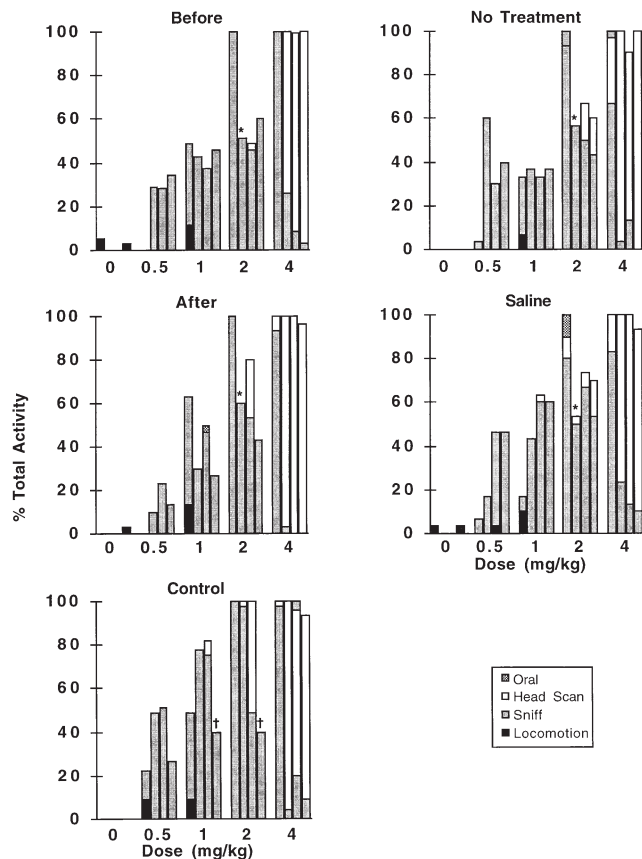 Before
100
80
60
40
20
0
*
0 0.5 1 2 4
No Treatment
100
80
60
40
20
0
*
0 0.5 1 2 4
% Total Activity
After
100
80
60
40
20
0
*
0 0.5 1 2 4
Saline
100
80
60
40
20
0
*
0 0.5 1 2 4
Dose (mg/kg)
Control
100
80
60
40
20
0
† †
0 0.5 1 2 4
Dose (mg/kg)
Oral
Head Scan
Sniff
Locomotion